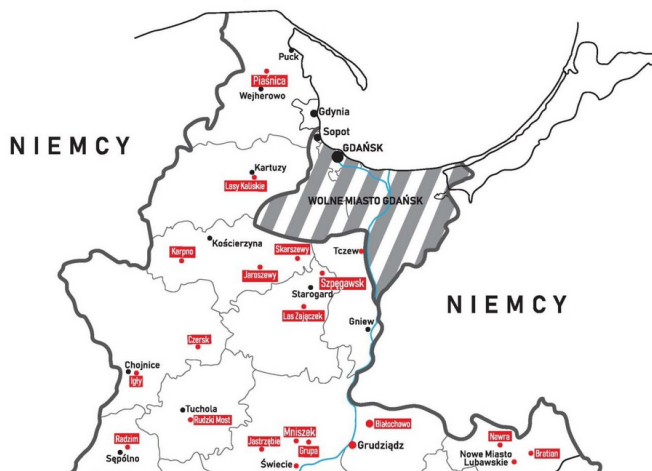 Puck
Piaśnica
Wejherowo
Gdynia
NIEMCY
Sopot
GDAŃSK
Kartuzy
Lasy Kaliskie
WOLNE MIASTO GDAŃSK
Kościerzyna
Skarszewy
Tczew
Karpno
Jaraszewy
Szpęgawsk
Starogard
NIEMCY
Las Zajączek
Gniew
Czersk
Chojnice
Igły
Tuchola
Rudzki Most
Białochowo
Mniszek
Radzim
Jastrzębie
Grupa
Grudziądz
Nawra
Sępólno
Nowe Miasto
Lubawskie
Bratian
Świecie